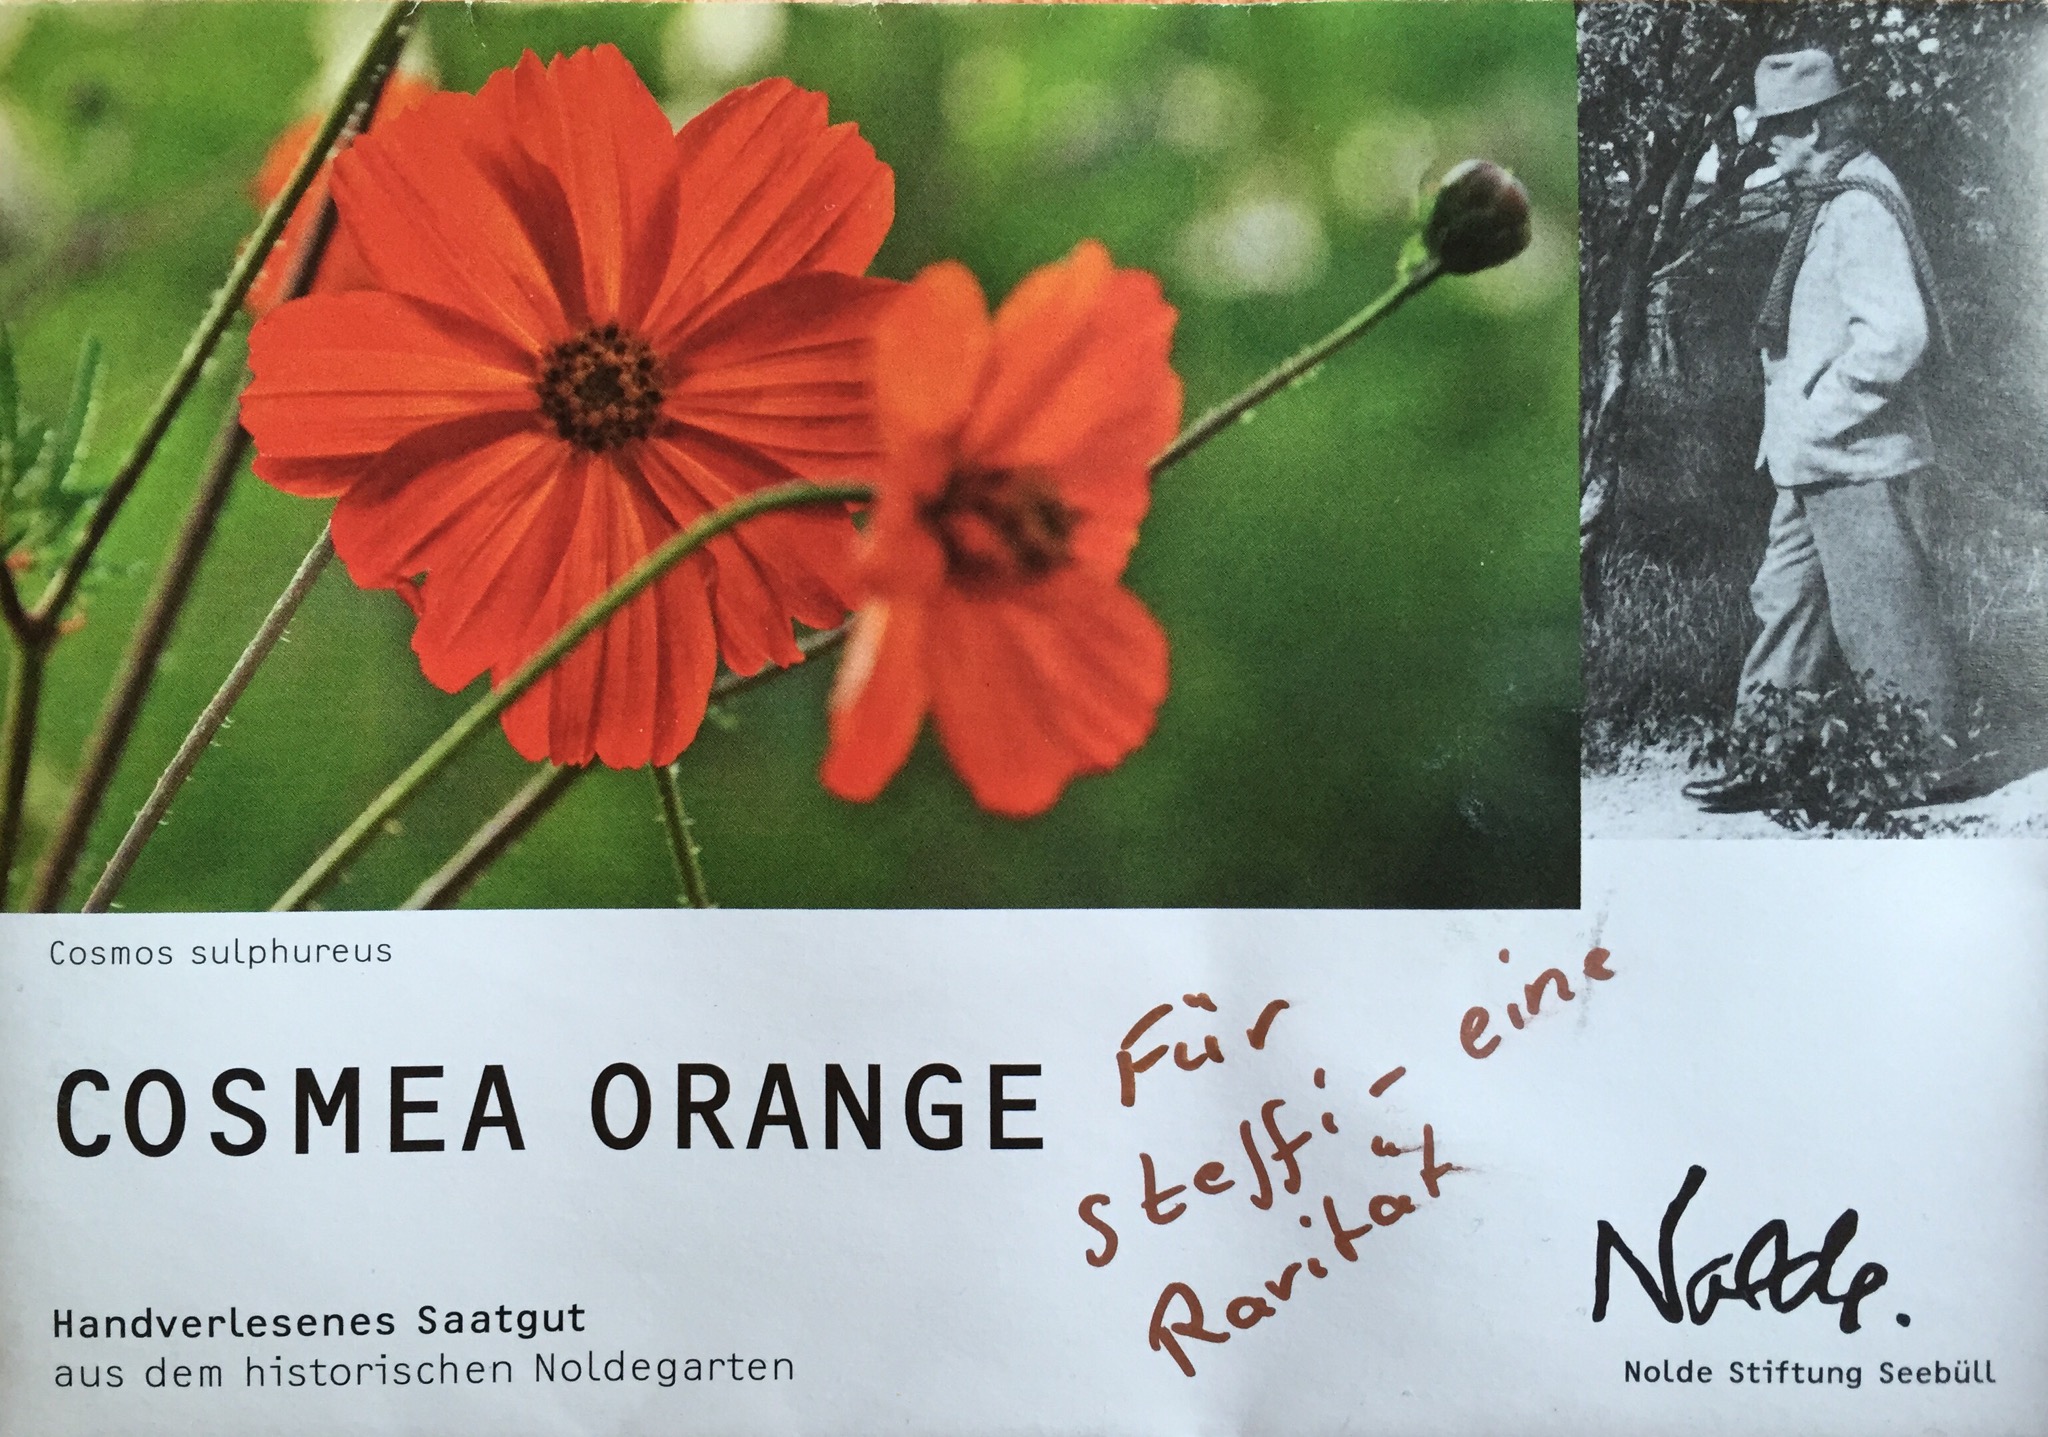 Cosmos sulphureus
COSMEA ORANGE
Für
Steffi - eine
Rarität
Handverlesenes Saatgut
aus dem historischen Noldegarten
Nolde.
Nolde Stiftung Seebüll